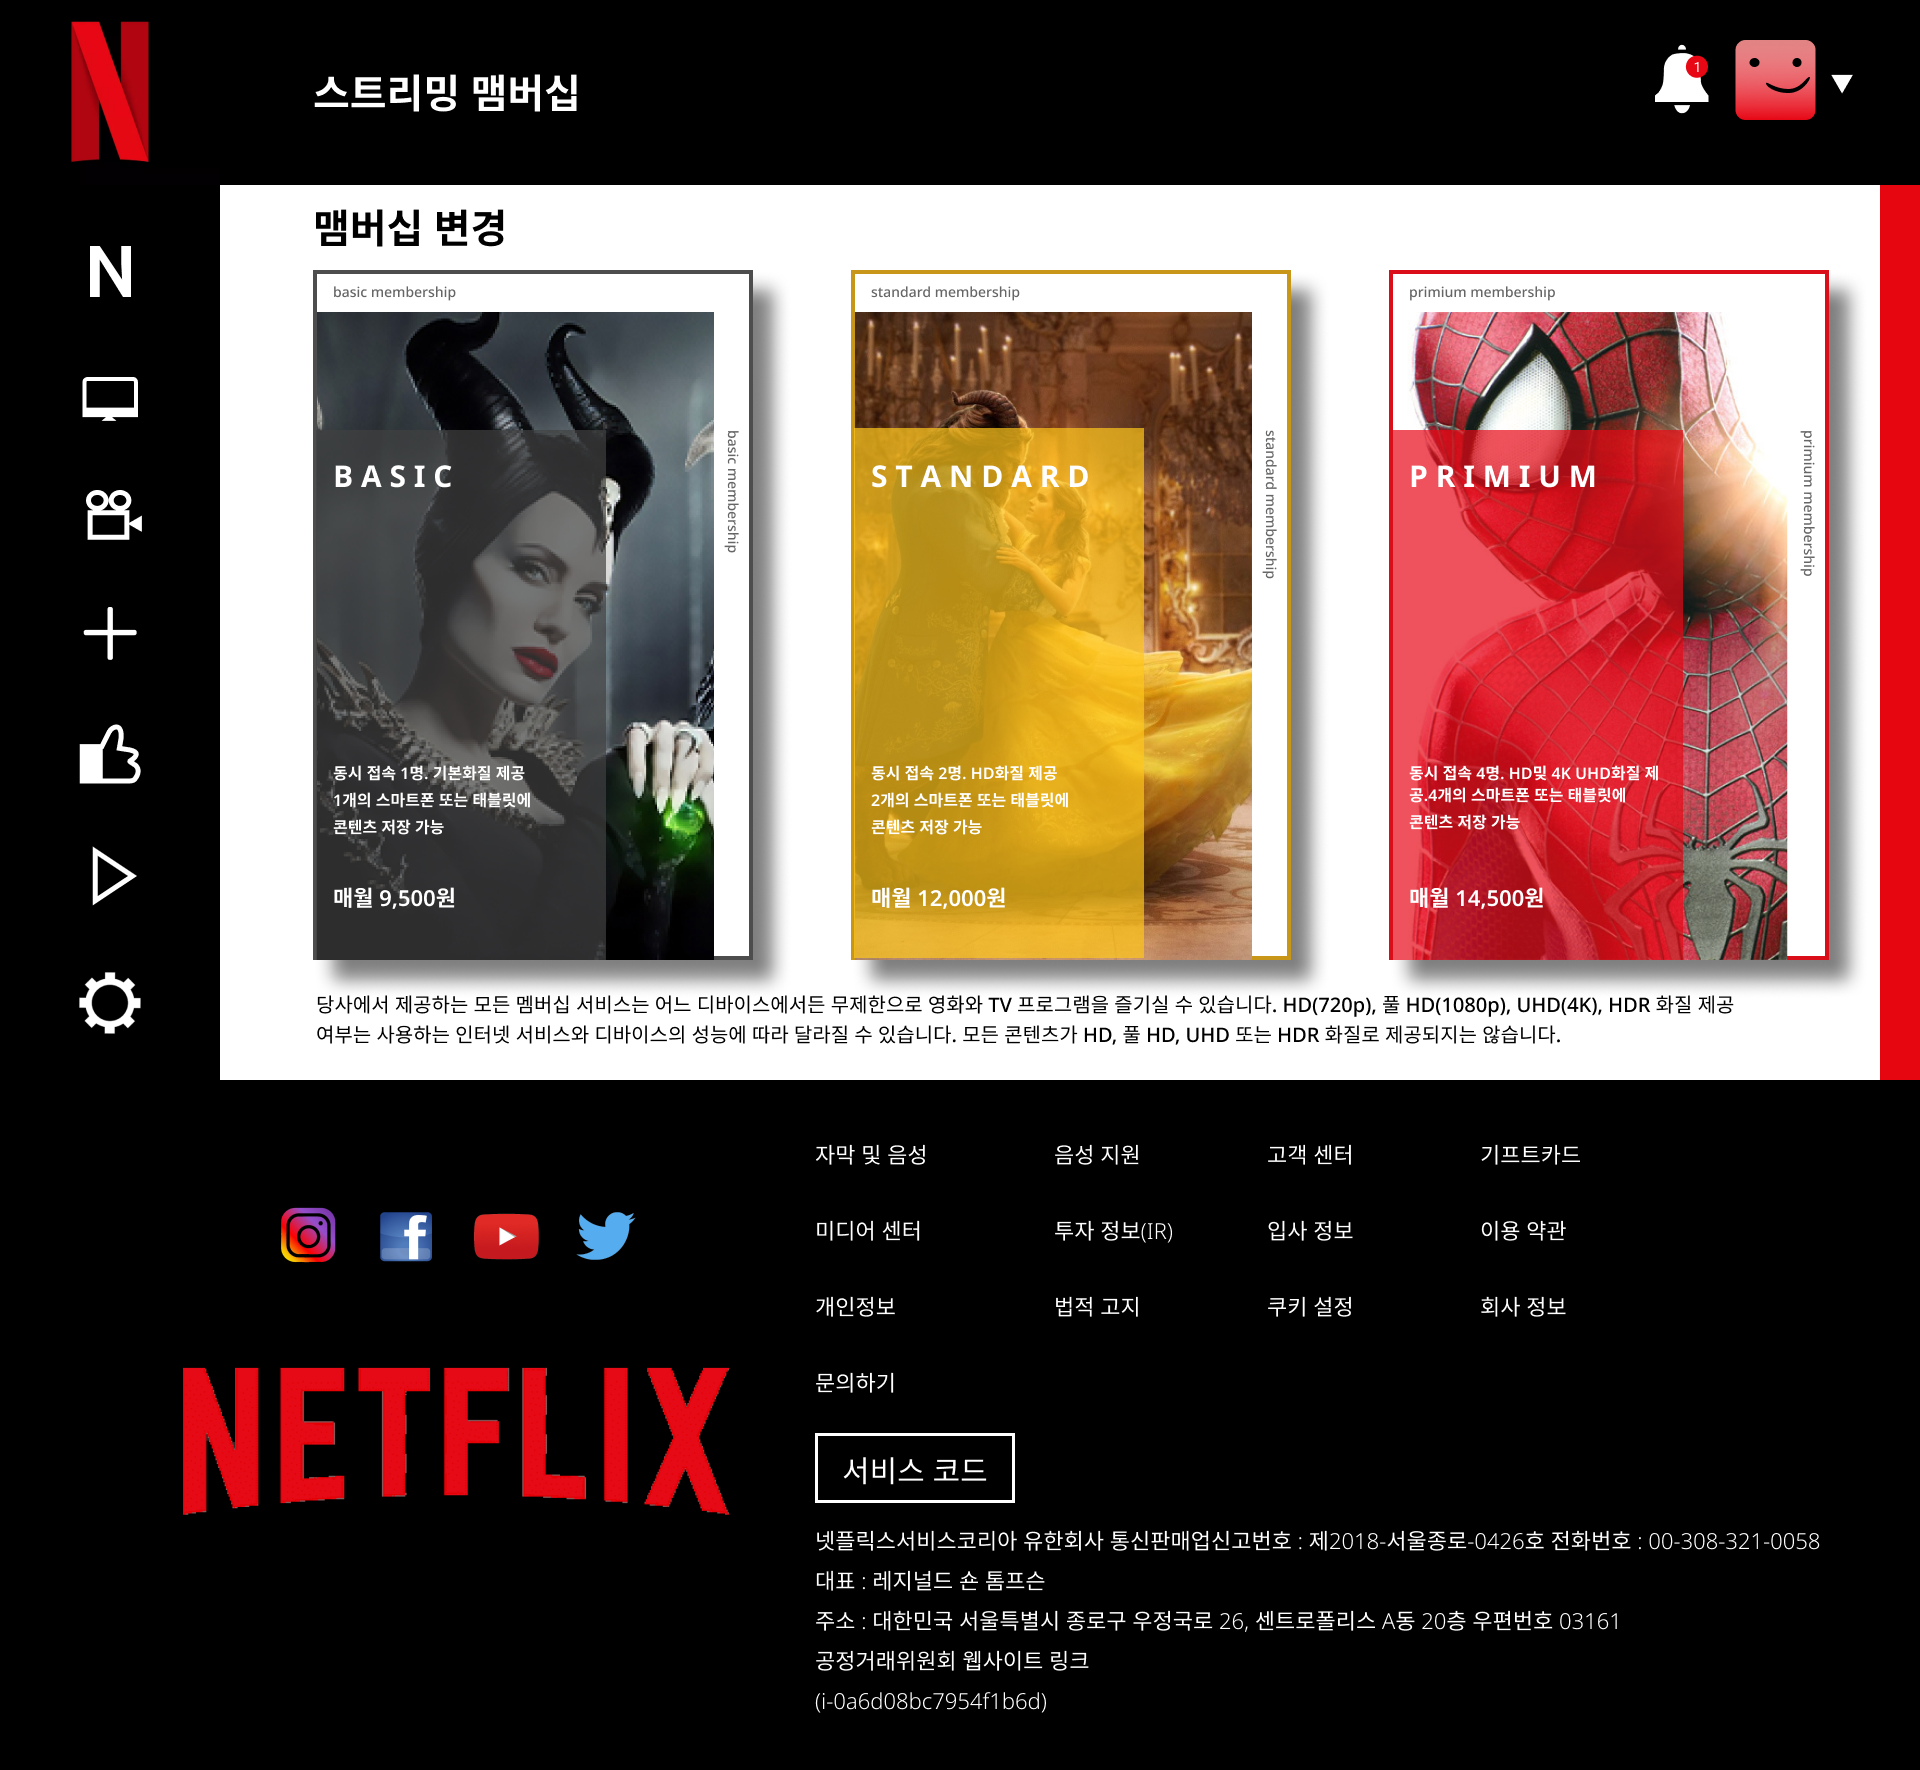 N
스트리밍 맴버십
1
N
맴버십 변경
basic membership
basic membership
BASIC
동시 접속 1명. 기본화질 제공
1개의 스마트폰 또는 태블릿에
콘텐츠 저장 가능
매월 9,500원
standard membership
standard membership
STANDARD
동시 접속 2명. HD화질 제공
2개의 스마트폰 또는 태블릿에
콘텐츠 저장 가능
매월 12,000원
primium membership
primium membership
PRIMIUM
동시 접속 4명. HD및 4K UHD화질 제
공.4개의 스마트폰 또는 태블릿에
콘텐츠 저장 가능
매월 14,500원
당사에서 제공하는 모든 멤버십 서비스는 어느 디바이스에서든 무제한으로 영화와 TV 프로그램을 즐기실 수 있습니다. HD(720p), 풀 HD(1080p), UHD(4K), HDR 화질 제공
여부는 사용하는 인터넷 서비스와 디바이스의 성능에 따라 달라질 수 있습니다. 모든 콘텐츠가 HD, 풀 HD, UHD 또는 HDR 화질로 제공되지는 않습니다.
f
NETFLIX
자막 및 음성 음성 지원 고객 센터 기프트카드
미디어 센터 투자 정보(IR) 입사 정보 이용 약관
개인정보 법적 고지 쿠키 설정 회사 정보
문의하기
서비스 코드
넷플릭스서비스코리아 유한회사 통신판매업신고번호 : 제2018-서울종로-0426호 전화번호 : 00-308-321-0058
대표 : 레지널드 숀 톰프슨
주소 : 대한민국 서울특별시 종로구 우정국로 26, 센트로폴리스 A동 20층 우편번호 03161
공정거래위원회 웹사이트 링크
(i-0a6d08bc7954f1b6d)